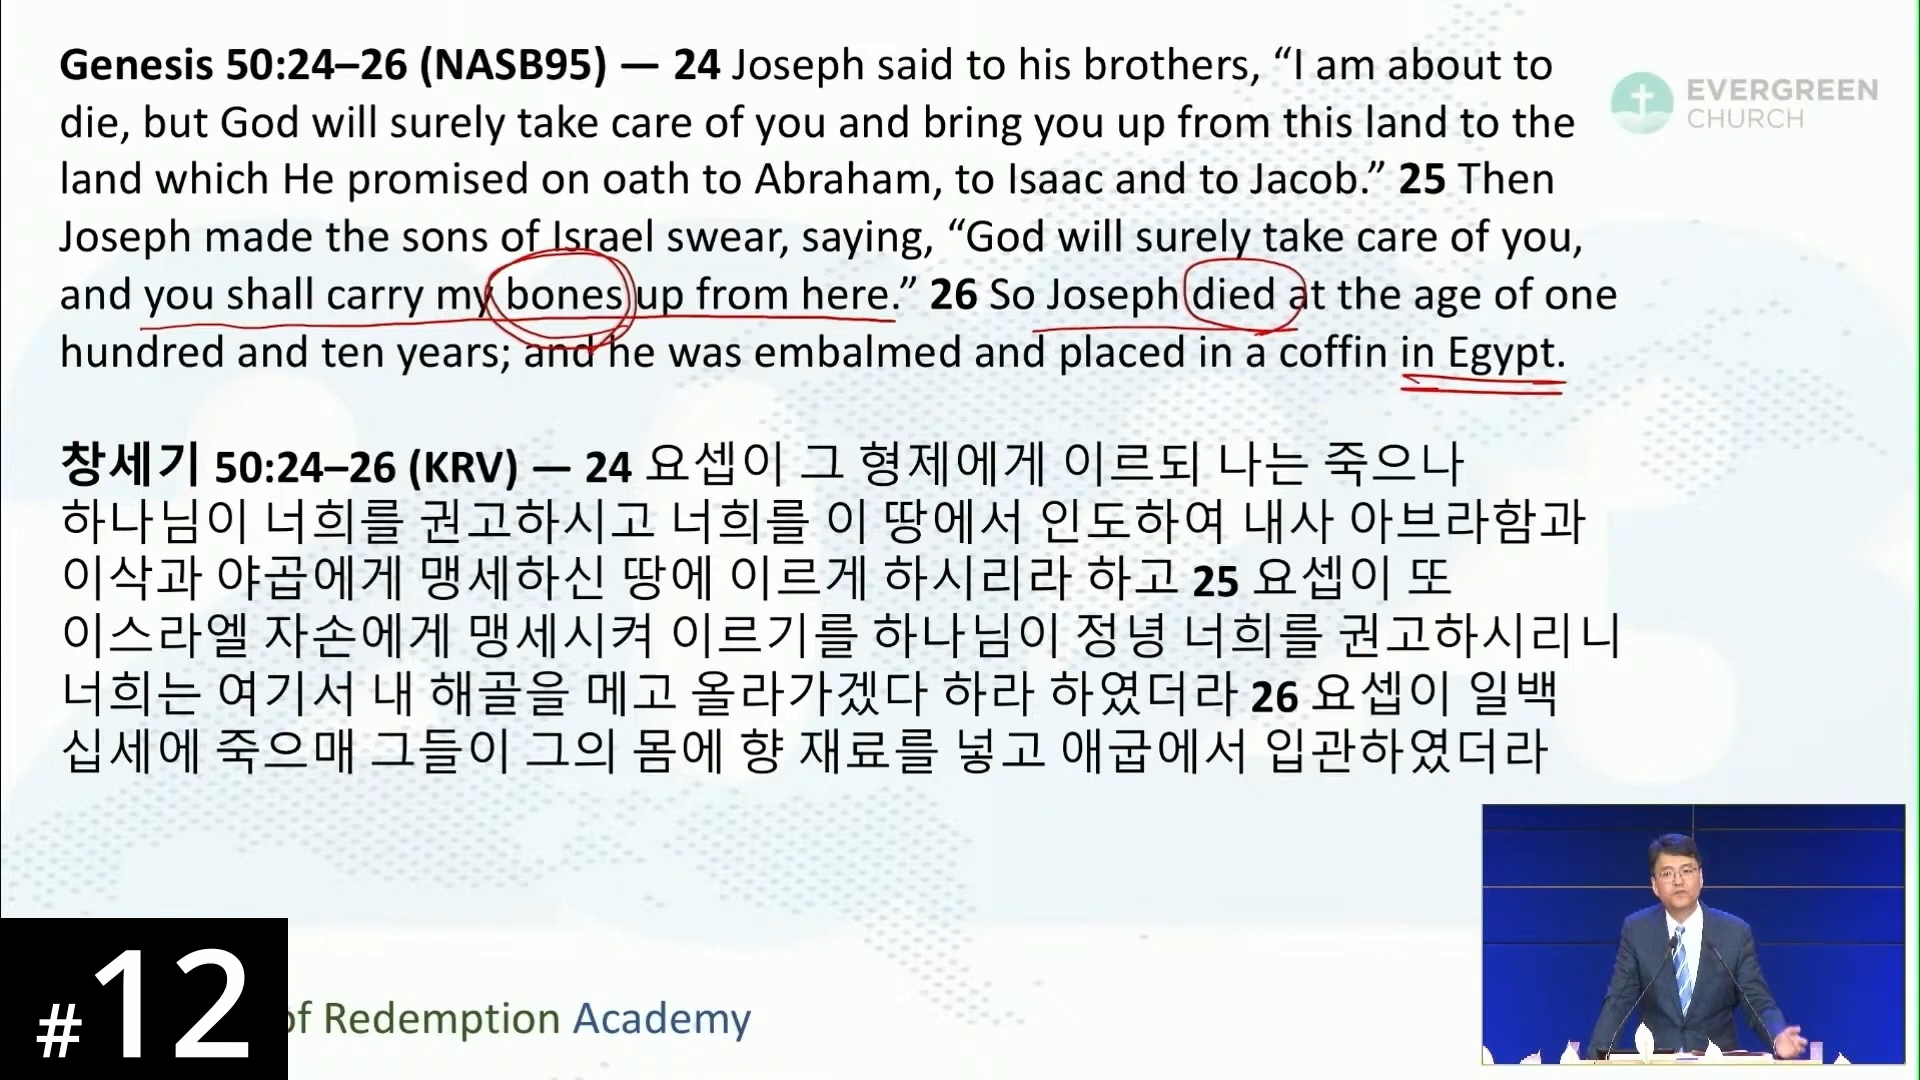 Genesis 50:24–26 (NASB95) — 24 Joseph said to his brothers, “I am about to
die, but God will surely take care of you and bring you up from this land to the
land which He promised on oath to Abraham, to Isaac and to Jacob.” 25 Then
Joseph made the sons of Israel swear, saying, “God will surely take care of you,
and you shall carry my bones up from here.” 26 So Joseph died at the age of one
hundred and ten years; and he was embalmed and placed in a coffin in Egypt.
EVERGREEN
CHURCH
창세기 50:24–26 (KRV) — 24 요셉이 그 형제에게 이르되 나는 죽으나
하나님이 너희를 권고하시고 너희를 이 땅에서 인도하여 내사 아브라함과
이삭과 야곱에게 맹세하신 땅에 이르게 하시리라 하고 25 요셉이 또
이스라엘 자손에게 맹세시켜 이르기를 하나님이 정녕 너희를 권고하시리니
너희는 여기서 내 해골을 메고 올라가겠다 하라 하였더라 26 요셉이 일백
십세에 죽으매 그들이 그의 몸에 향 재료를 넣고 애굽에서 입관하였더라
#12
of Redemption Academy